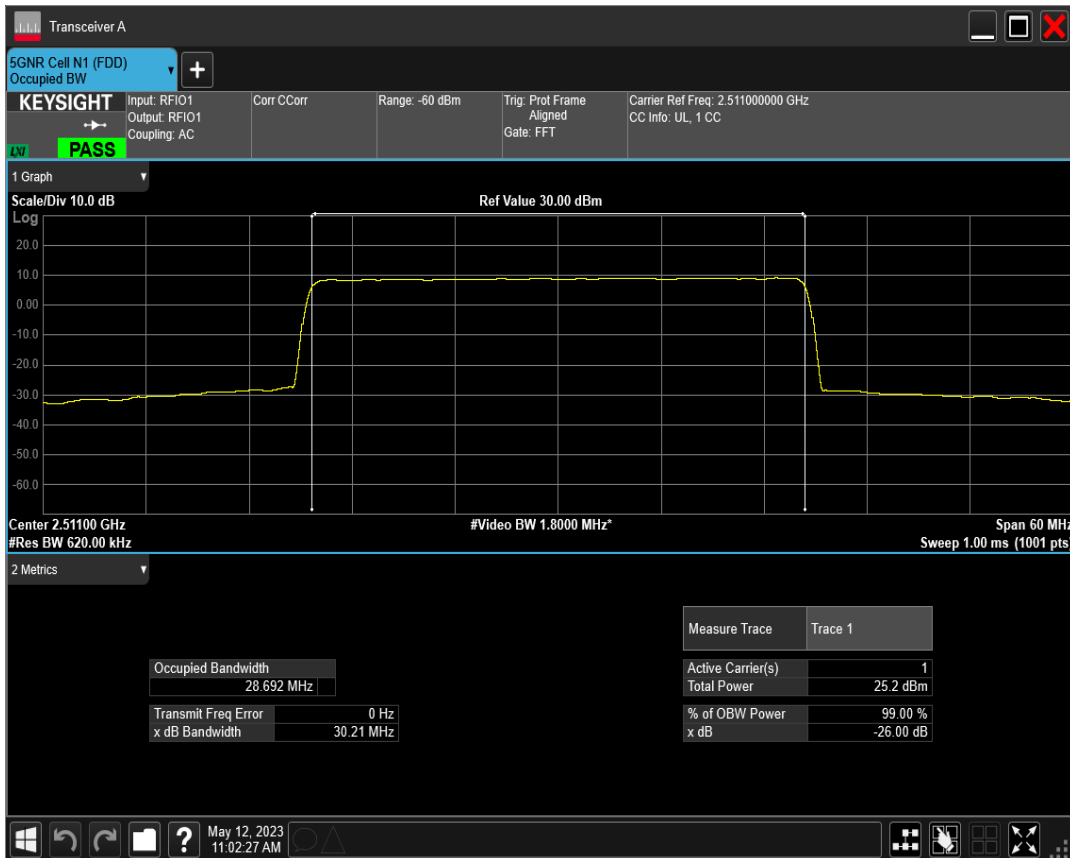 Transceiver A
5GNR Cell N1 (FDD)
Occupied BW
+
KEYSIGHT
LXI
PASS
Input: RFIO1
Output: RFIO1
Coupling: AC
Corr CCorr
Range: -60 dBm
Trig: Prot Frame
Aligned
Gate: FFT
Carrier Ref Freq: 2.511000000 GHz
CC Info: UL, 1 CC
1 Graph
Scale/Div 10.0 dB
Ref Value 30.00 dBm
Log
20.0
10.0
0.00
-10.0
-20.0
-30.0
-40.0
-50.0
-60.0
Center 2.51100 GHz
#Video BW 1.8000 MHz*
Span 60 MHz
#Res BW 620.00 kHz
Sweep 1.00 ms (1001 pts)
2 Metrics
Measure Trace Trace 1
Occupied Bandwidth
28.692 MHz
Active Carrier(s) 1
Total Power 25.2 dBm
Transmit Freq Error 0 Hz
x dB Bandwidth 30.21 MHz
% of OBW Power 99.00 %
x dB -26.00 dB
?
May 12, 2023
11:02:27 AM